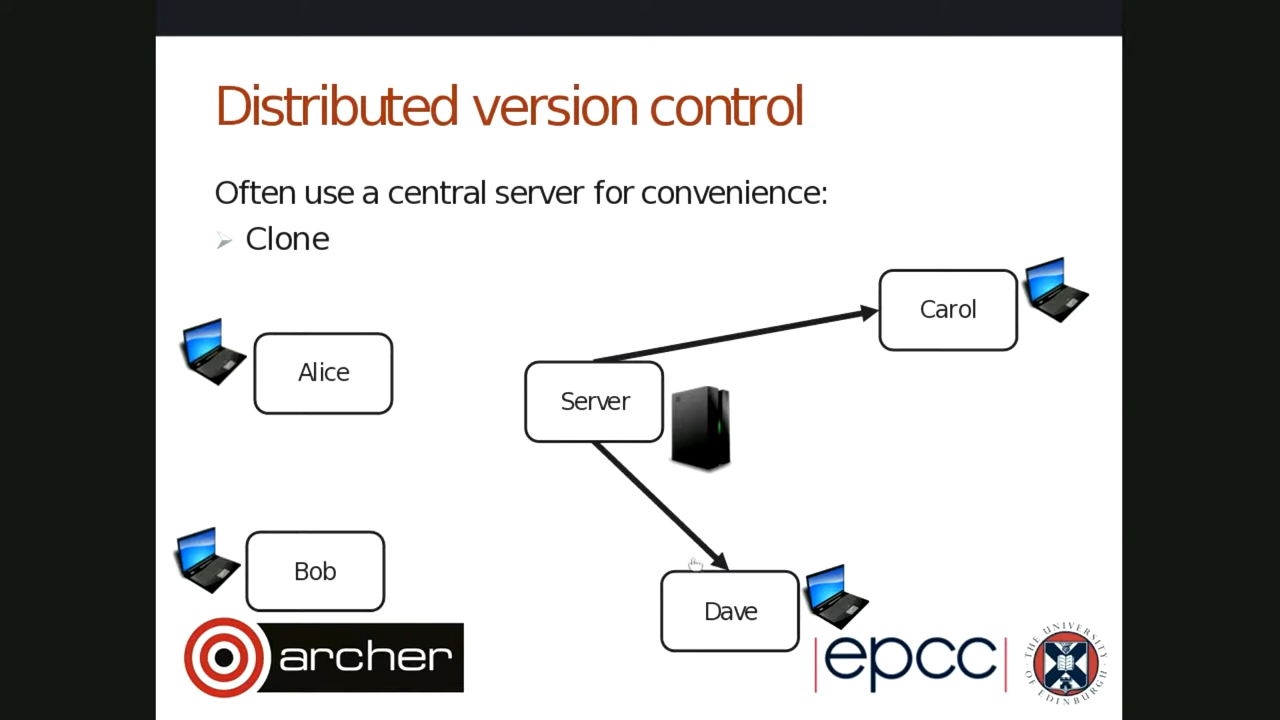 Distributed version control
Often use a central server for convenience:
Clone
Carol
Alice
Server
Bob
Dave
archer
|epcc|
THE UNIVERSITY
OF EDINBURGH